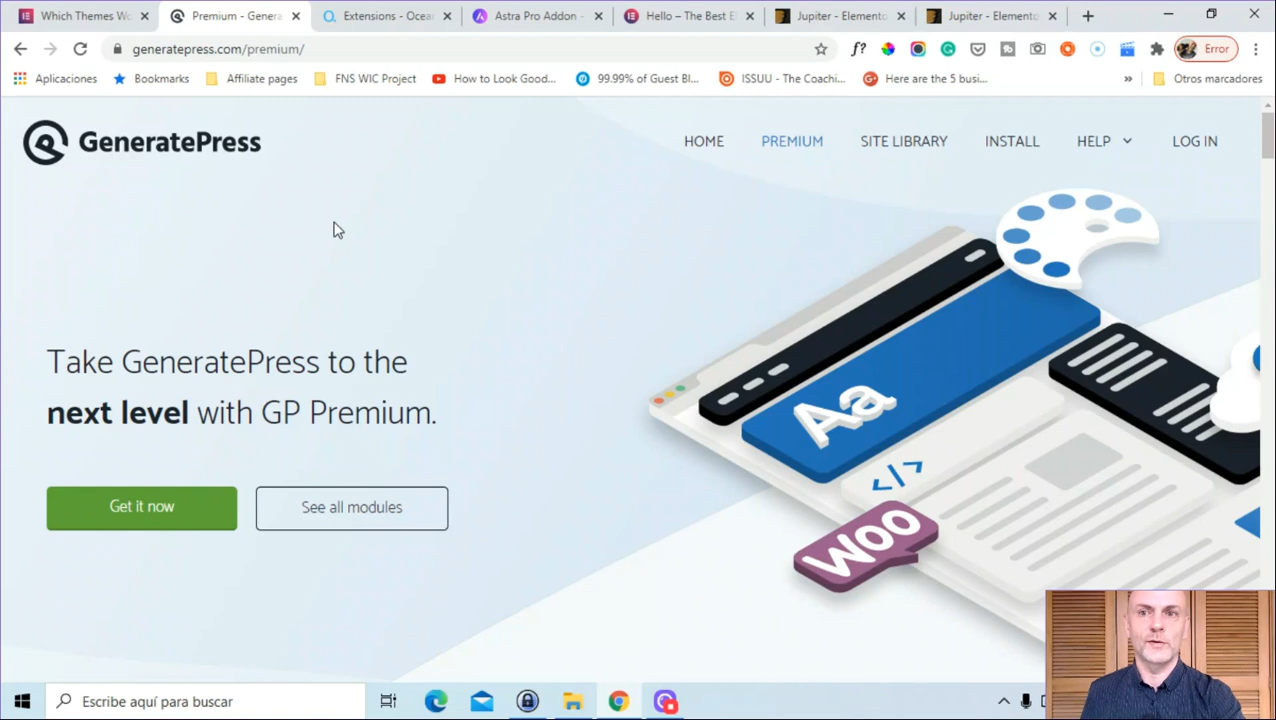 Which Themes Wo
Premium - Genera
Extensions - Ocea
Astra Pro Addon -
Hello – The Best El
Jupiter - Elemento
Jupiter - Elemento
generatepress.com/premium/
f?
Error
Aplicaciones
Bookmarks
Affiliate pages
FNS WIC Project
How to Look Good...
99.99% of Guest Bl...
ISSUU - The Coachi...
Here are the 5 busi...
»
Otros marcadores
GeneratePress
HOME
PREMIUM
SITE LIBRARY
INSTALL
HELP
LOG IN
Take GeneratePress to the
next level with GP Premium.
Get it now
See all modules
Aa
</>
WOO
Escribe aquí para buscar